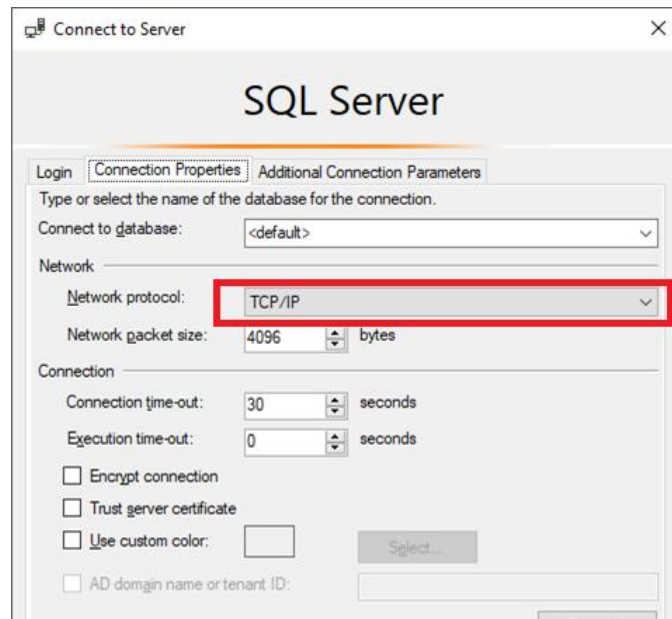 Connect to Server
SQL Server
Login Connection Properties Additional Connection Parameters
Type or select the name of the database for the connection.
Connect to database: <default>
Network
Network protocol: TCP/IP
Network packet size: 4096 bytes
Connection
Connection time-out: 30 seconds
Execution time-out: 0 seconds
Encrypt connection
Trust server certificate
Use custom color: Select...
AD domain name or tenant ID: